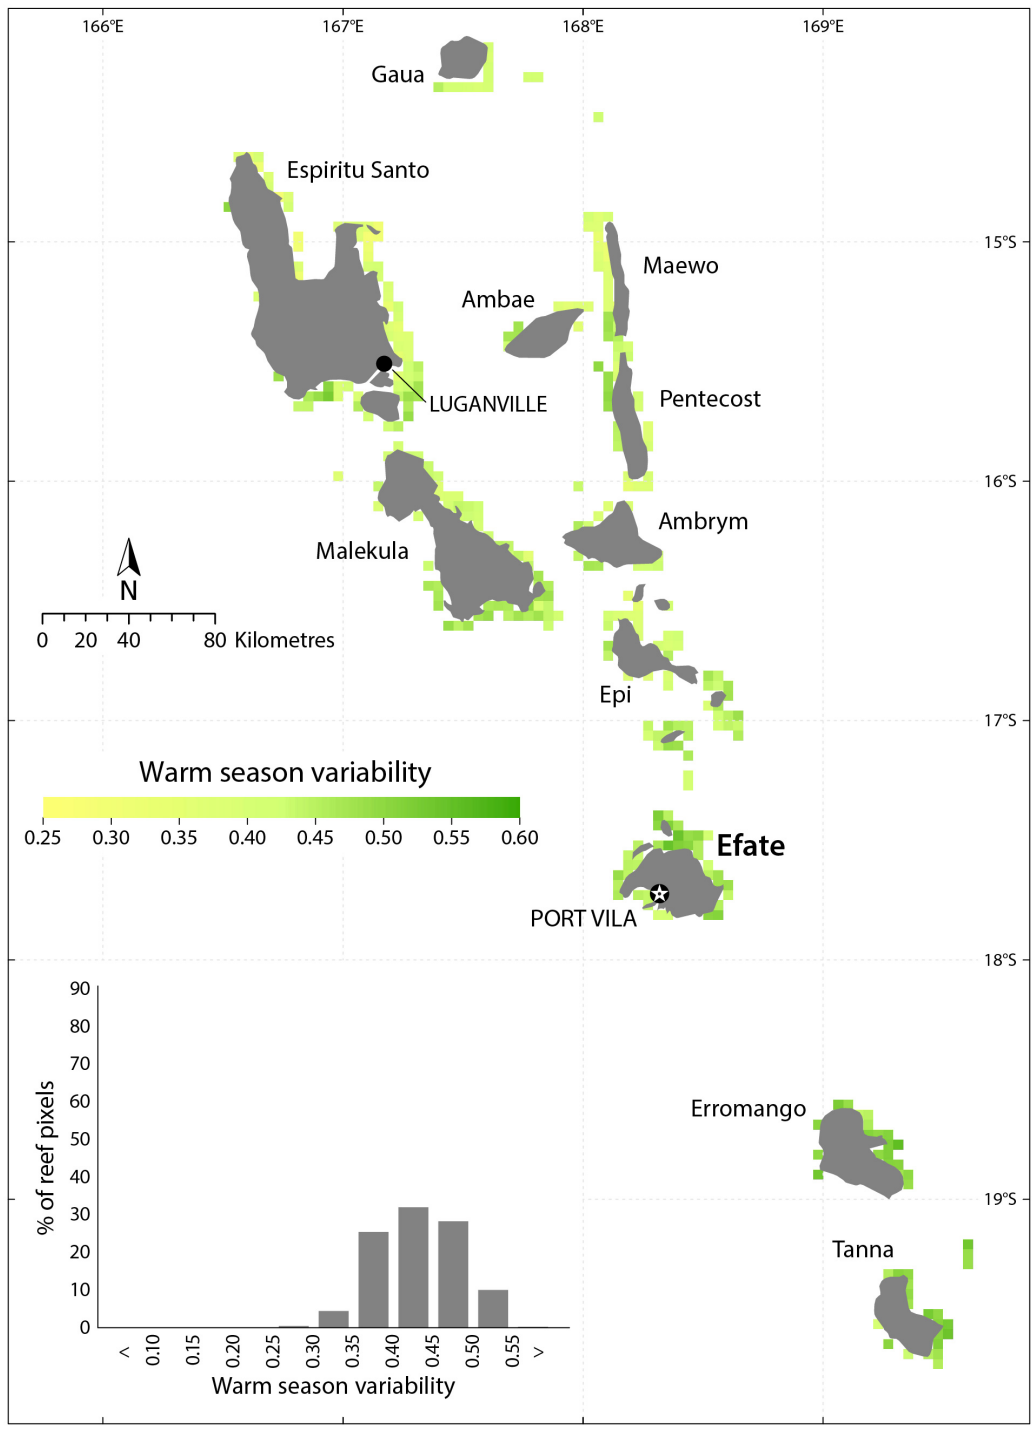 166°E 167°E 168°E 169°E
Gaua
Espiritu Santo
15°S
Maewo
Ambae
Pentecost
LUGANVILLE
16°S
Ambrym
Malekula
N
0 20 40 80 Kilometres
Epi
17°S
Warm season variability
0.25 0.30 0.35 0.40 0.45 0.50 0.55 0.60
Efate
PORT VILA
18°S
90
80
70
60
50
40
30
20
10
0
% of reef pixels
< 0.10 0.15 0.20 0.25 0.30 0.35 0.40 0.45 0.50 0.55 >
Warm season variability
Erromango
19°S
Tanna